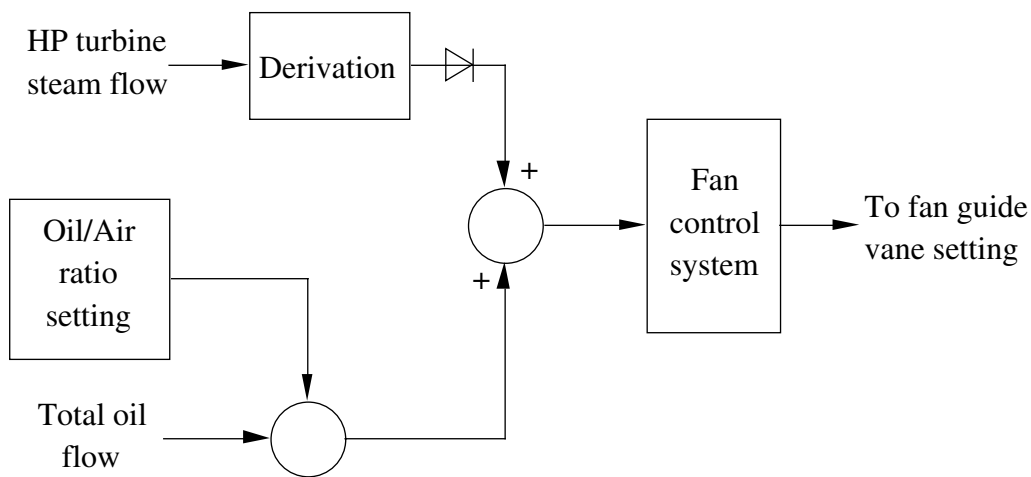 HP turbine
steam flow
Derivation
+
Fan
control
system
To fan guide
vane setting
Oil/Air
ratio
setting
+
Total oil
flow